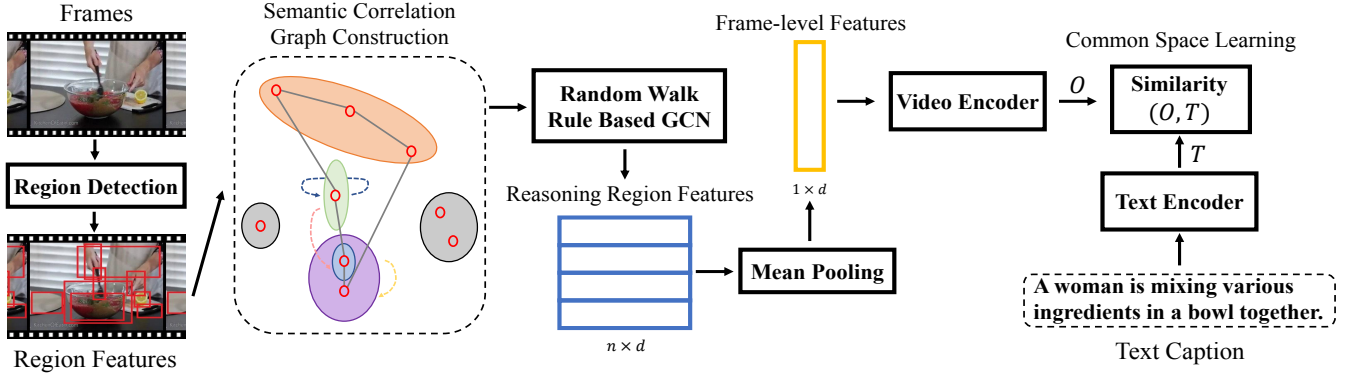 Frames
Region Detection
Region Features
Semantic Correlation
Graph Construction
Random Walk
Rule Based GCN
Reasoning Region Features
n × d
Mean Pooling
Frame-level Features
1 × d
Video Encoder
O
Common Space Learning
Similarity
(O, T)
T
Text Encoder
A woman is mixing various
ingredients in a bowl together.
Text Caption